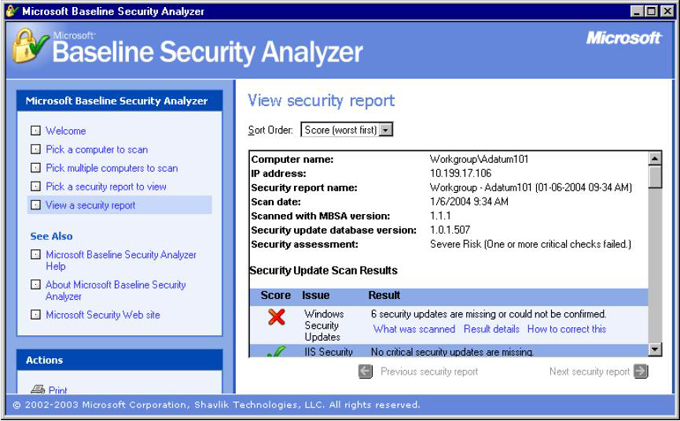 Microsoft Baseline Security Analyzer
Microsoft
Baseline Security Analyzer
Microsoft
Microsoft Baseline Security Analyzer
Welcome
Pick a computer to scan
Pick multiple computers to scan
Pick a security report to view
View a security report
See Also
Microsoft Baseline Security Analyzer
Help
About Microsoft Baseline Security
Analyzer
Microsoft Security Web site
Actions
Print
View security report
Sort Order: Score (worst first)
Computer name: Workgroup\Adatum101
IP address: 10.199.17.106
Security report name: Workgroup - Adatum101 (01-06-2004 09:34 AM)
Scan date: 1/6/2004 9:34 AM
Scanned with MBSA version: 1.1.1
Security update database version: 1.0.1.507
Security assessment: Severe Risk (One or more critical checks failed.)
Security Update Scan Results
Score Issue Result
Windows 6 security updates are missing or could not be confirmed.
Security What was scanned Result details How to correct this
Updates
IIS Security No critical security updates are missing.
Previous security report Next security report
© 2002-2003 Microsoft Corporation, Shavlik Technologies, LLC. All rights reserved.